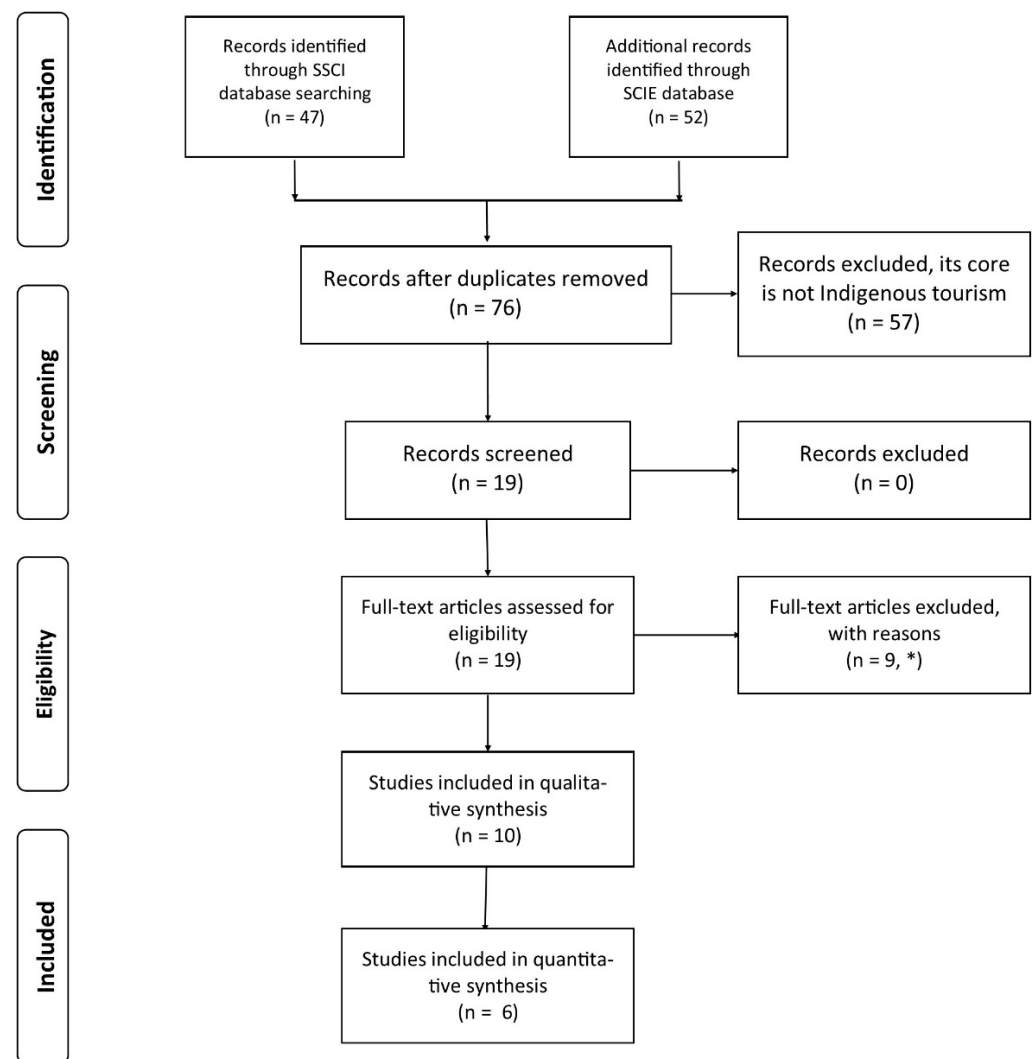 Identification
Records identified
through SSCI
database searching
(n = 47)
Additional records
identified through
SCIE database
(n = 52)
Records after duplicates removed
(n = 76)
Records excluded, its core
is not Indigenous tourism
(n = 57)
Screening
Records screened
(n = 19)
Records excluded
(n = 0)
Eligibility
Full-text articles assessed for
eligibility
(n = 19)
Full-text articles excluded,
with reasons
(n = 9, *)
Studies included in qualita-
tive synthesis
(n = 10)
Included
Studies included in quantita-
tive synthesis
(n = 6)